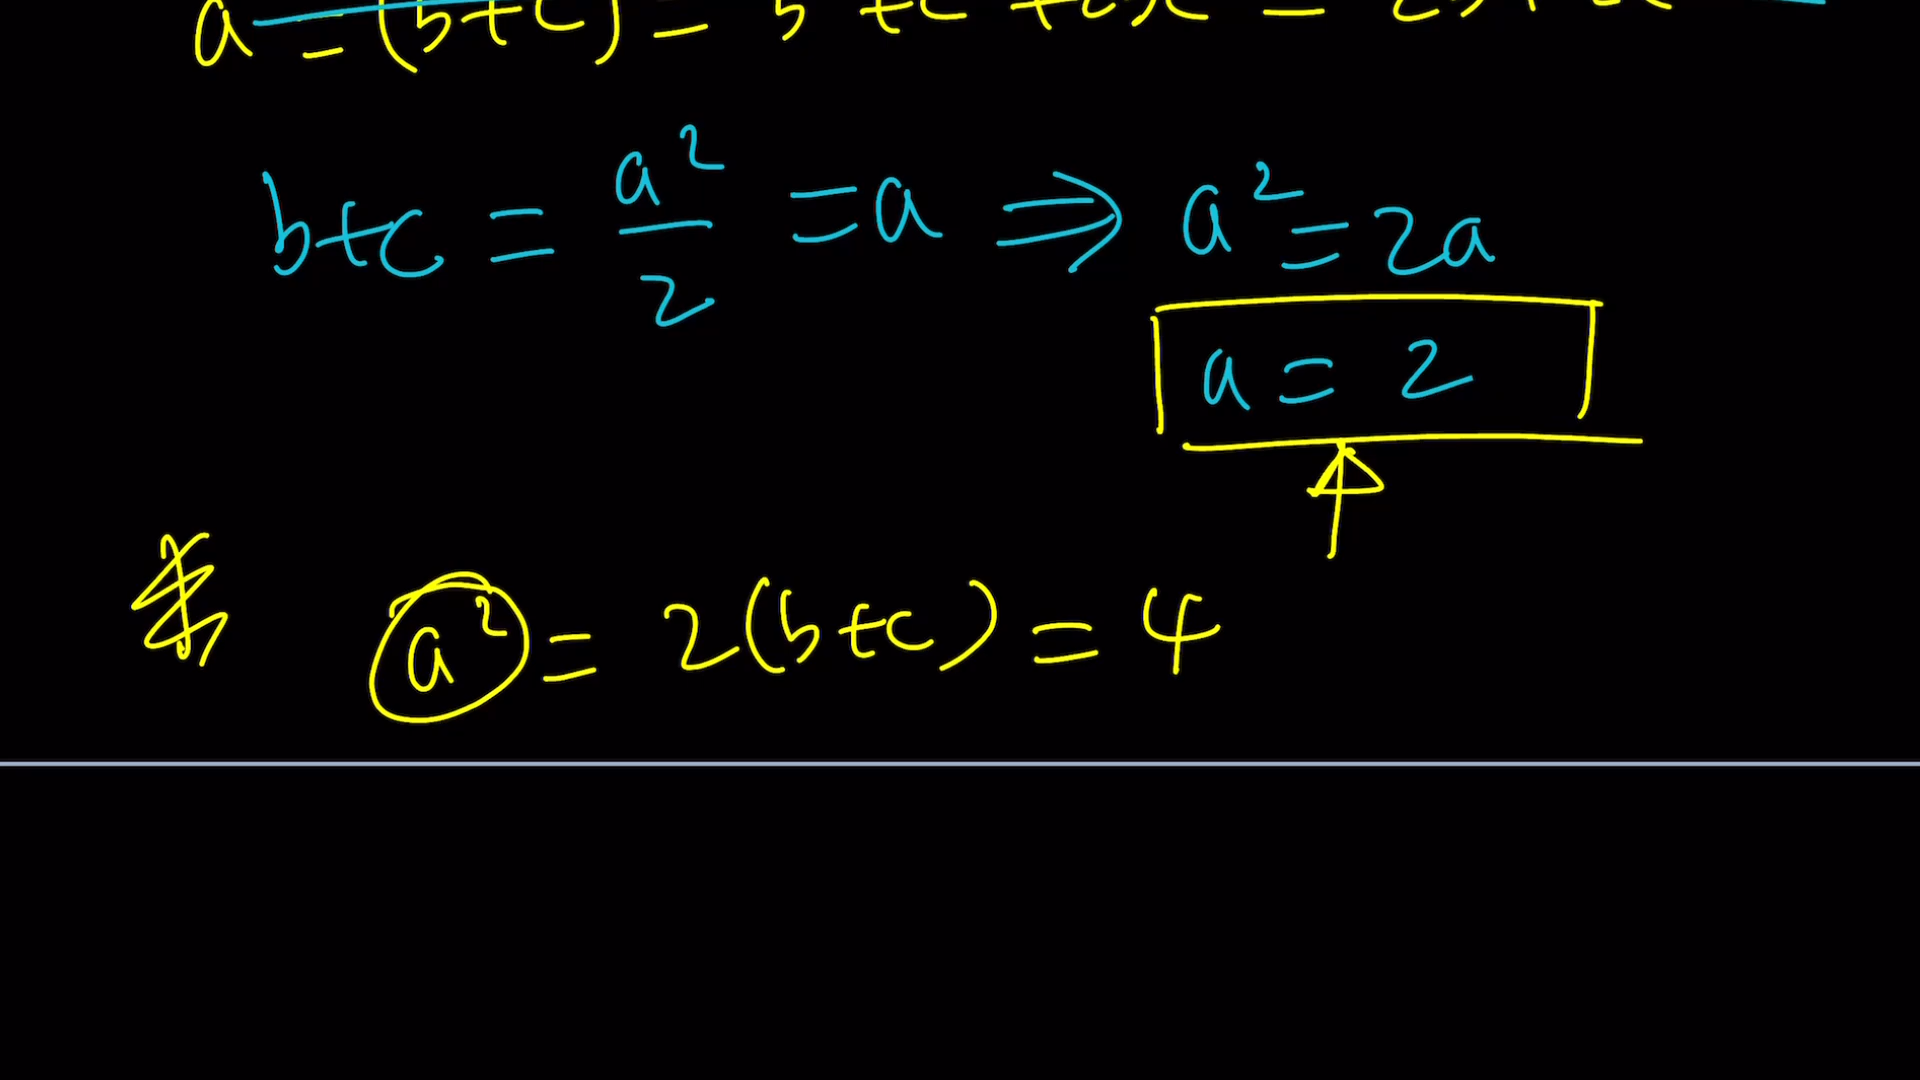 b+c = a²/2 = a ⇒ a² = 2a
a = 2
a² = 2(b+c) = 4